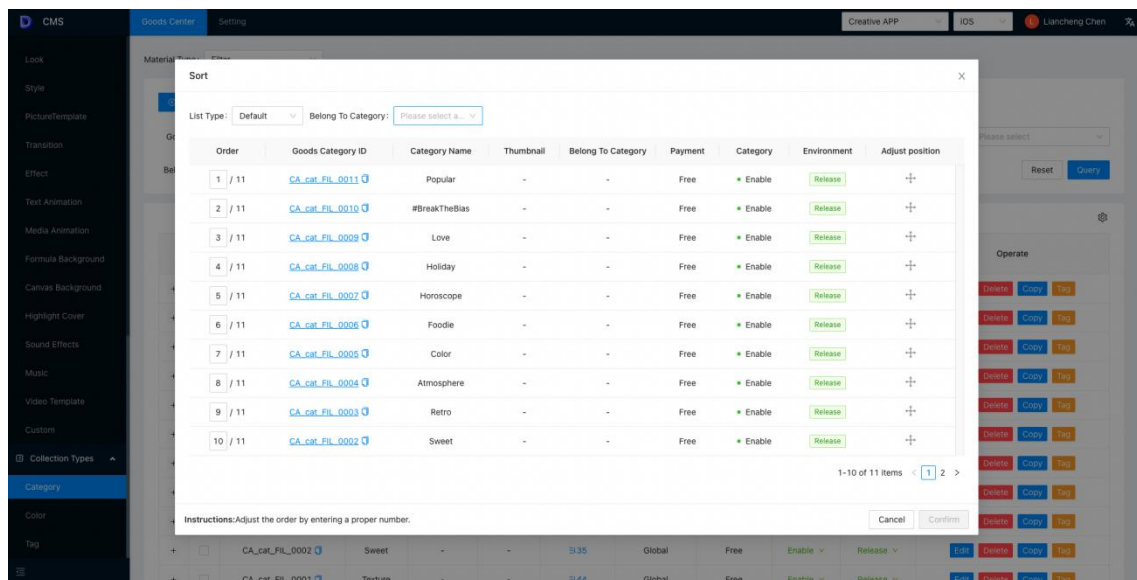 CMS
Goods Center Setting
Creative APP iOS L Liancheng Chen
Look
Style
PictureTemplate
Transition
Effect
Text Animation
Media Animation
Formula Background
Canvas Background
Highlight Cover
Sound Effects
Music
Video Template
Custom
Collection Types
Category
Color
Tag
Material
Please select
Reset Query
Operate
Sort
List Type: Default Belong To Category: Please select a...
Order Goods Category ID Category Name Thumbnail Belong To Category Payment Category Environment Adjust position
1 / 11 CA_cat_FIL_0011 Popular - - Free Enable Release
2 / 11 CA_cat_FIL_0010 #BreakTheBias - - Free Enable Release
3 / 11 CA_cat_FIL_0009 Love - - Free Enable Release
4 / 11 CA_cat_FIL_0008 Holiday - - Free Enable Release
5 / 11 CA_cat_FIL_0007 Horoscope - - Free Enable Release
6 / 11 CA_cat_FIL_0006 Foodie - - Free Enable Release
7 / 11 CA_cat_FIL_0005 Color - - Free Enable Release
8 / 11 CA_cat_FIL_0004 Atmosphere - - Free Enable Release
9 / 11 CA_cat_FIL_0003 Retro - - Free Enable Release
10 / 11 CA_cat_FIL_0002 Sweet - - Free Enable Release
1-10 of 11 items < 1 2 >
Instructions:Adjust the order by entering a proper number.
Cancel Confirm
Delete Copy Tag
Delete Copy Tag
Delete Copy Tag
Delete Copy Tag
Delete Copy Tag
Delete Copy Tag
Delete Copy Tag
Delete Copy Tag
Delete Copy Tag
+ CA_cat_FIL_0002 Sweet - - 35 Global Free Enable Release Edit Delete Copy Tag